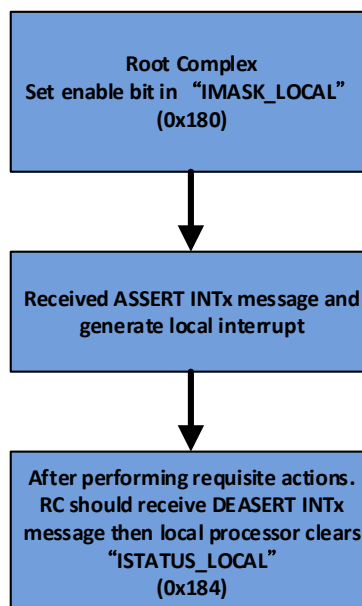 Root Complex
Set enable bit in “IMASK_LOCAL”
(0x180)
Received ASSERT INTx message and
generate local interrupt
After performing requisite actions.
RC should receive DEASERT INTx
message then local processor clears
“ISTATUS_LOCAL”
(0x184)